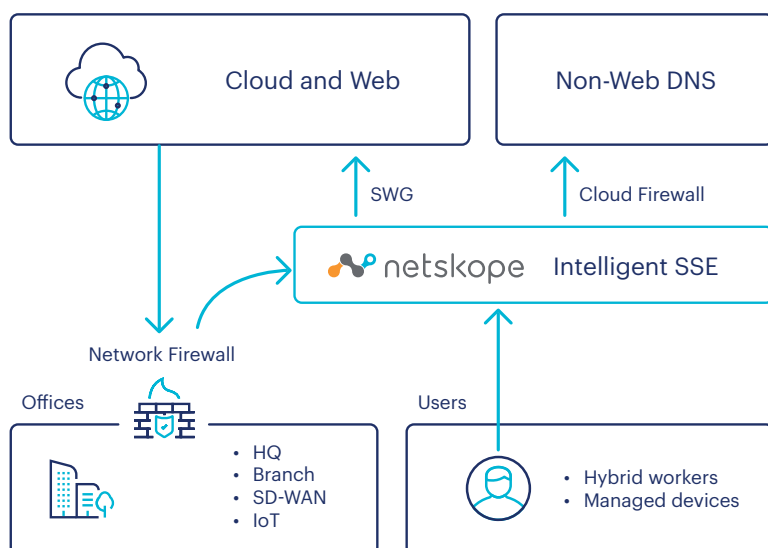 Cloud and Web
Non-Web DNS
SWG
Cloud Firewall
netskope Intelligent SSE
Network Firewall
Offices
Users
• HQ
• Branch
• SD-WAN
• IoT
• Hybrid workers
• Managed devices